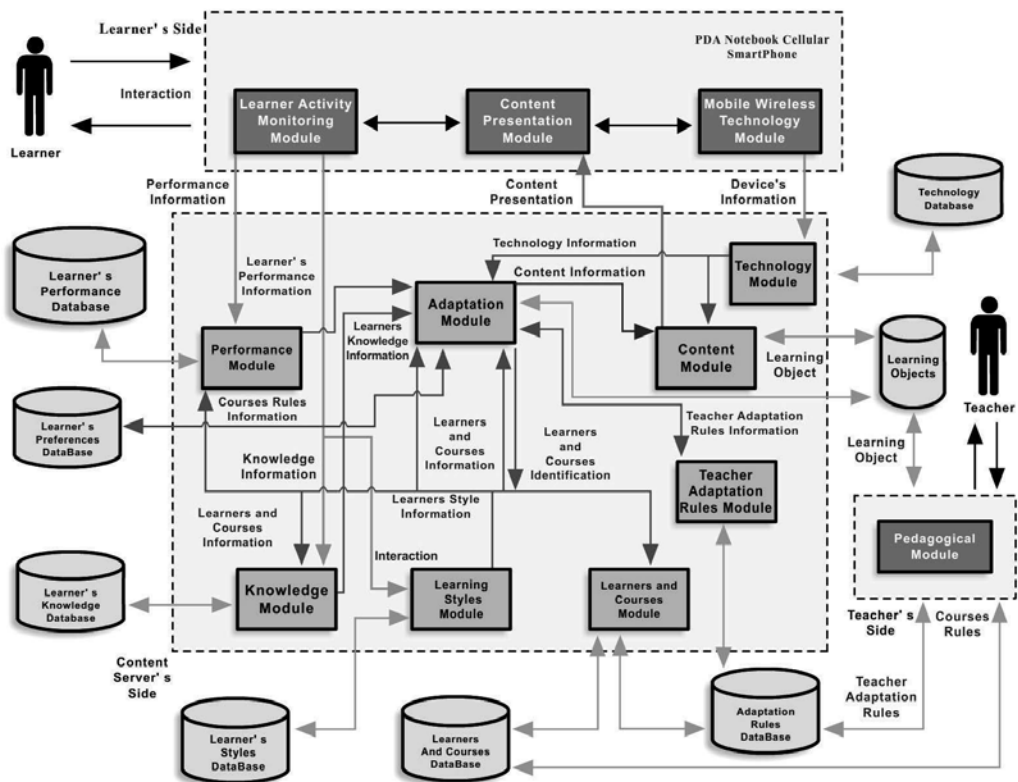 Learner's Side
PDA Notebook Cellular
SmartPhone
Interaction
Learner
Learner Activity
Monitoring
Module
Content
Presentation
Module
Mobile Wireless
Technology
Module
Performance
Information
Content
Presentation
Device's
Information
Technology
Database
Learner's
Performance
Database
Learner's
Performance
Information
Technology Information
Content Information
Technology
Module
Adaptation
Module
Performance
Module
Learners
Knowledge
Information
Content
Module
Learning
Object
Learning
Objects
Teacher
Courses Rules
Information
Learner's
Preferences
DataBase
Learners
and
Courses
Information
Learners
and
Courses
Identification
Teacher Adaptation
Rules Information
Learning
Object
Knowledge
Information
Teacher
Adaptation
Rules Module
Learners Style
Information
Learners and
Courses
Information
Pedagogical
Module
Interaction
Learner's
Knowledge
Database
Knowledge
Module
Learning
Styles
Module
Learners and
Courses
Module
Teacher's
Side
Courses
Rules
Content
Server's
Side
Teacher
Adaptation
Rules
Learner's
Styles
DataBase
Learners
And Courses
DataBase
Adaptation
Rules
DataBase